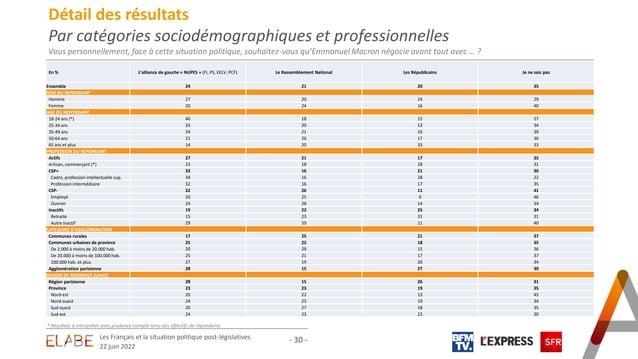 Détail des résultats
Par catégories sociodémographiques et professionnelles
Vous personnellement, face à cette situation politique, souhaitez-vous qu'Emmanuel Macron négocie avant tout avec ... ?
En % L'alliance de gauche « NUPES » (FI, PS, EELV, PCF) Le Rassemblement National Les Républicains Je ne sais pas
Ensemble 24 21 20 35
SEXE DU REPONDANT
Homme 27 20 24 29
Femme 20 24 16 40
AGE DU REPONDANT
18-24 ans (*) 40 18 15 27
25-34 ans 33 20 13 34
35-49 ans 24 21 16 39
50-64 ans 21 26 17 36
65 ans et plus 14 20 33 33
PROFESSION DU REPONDANT
Actifs 27 21 17 35
Artisan, commerçant (*) 23 18 28 31
CSP+ 33 16 21 30
Cadre, profession intellectuelle sup. 34 16 28 22
Profession intermédiaire 32 16 17 35
CSP- 22 26 11 41
Employé 20 25 9 46
Ouvrier 24 28 14 34
Inactifs 19 22 25 34
Retraité 15 23 31 31
Autre inactif 29 20 11 40
CATEGORIE D'AGGLOMERATION
Communes rurales 17 25 21 37
Communes urbaines de province 25 22 18 35
De 2.000 à moins de 20.000 hab. 20 29 15 36
De 20.000 à moins de 100.000 hab. 25 21 17 37
100.000 hab. et plus 27 19 20 34
Agglomération parisienne 28 15 27 30
REGION DE RESIDENCE (UDA5)
Région parisienne 28 15 26 31
Province 23 23 19 35
Nord-est 20 22 13 45
Nord-ouest 24 23 19 34
Sud-ouest 20 27 18 35
Sud-est 24 23 23 30
* Résultats à interpréter avec prudence compte tenu des effectifs de répondants
ELABE
Les Français et la situation politique post-législatives
22 juin 2022
- 30 -
BFM TV.
L'EXPRESS
SFR